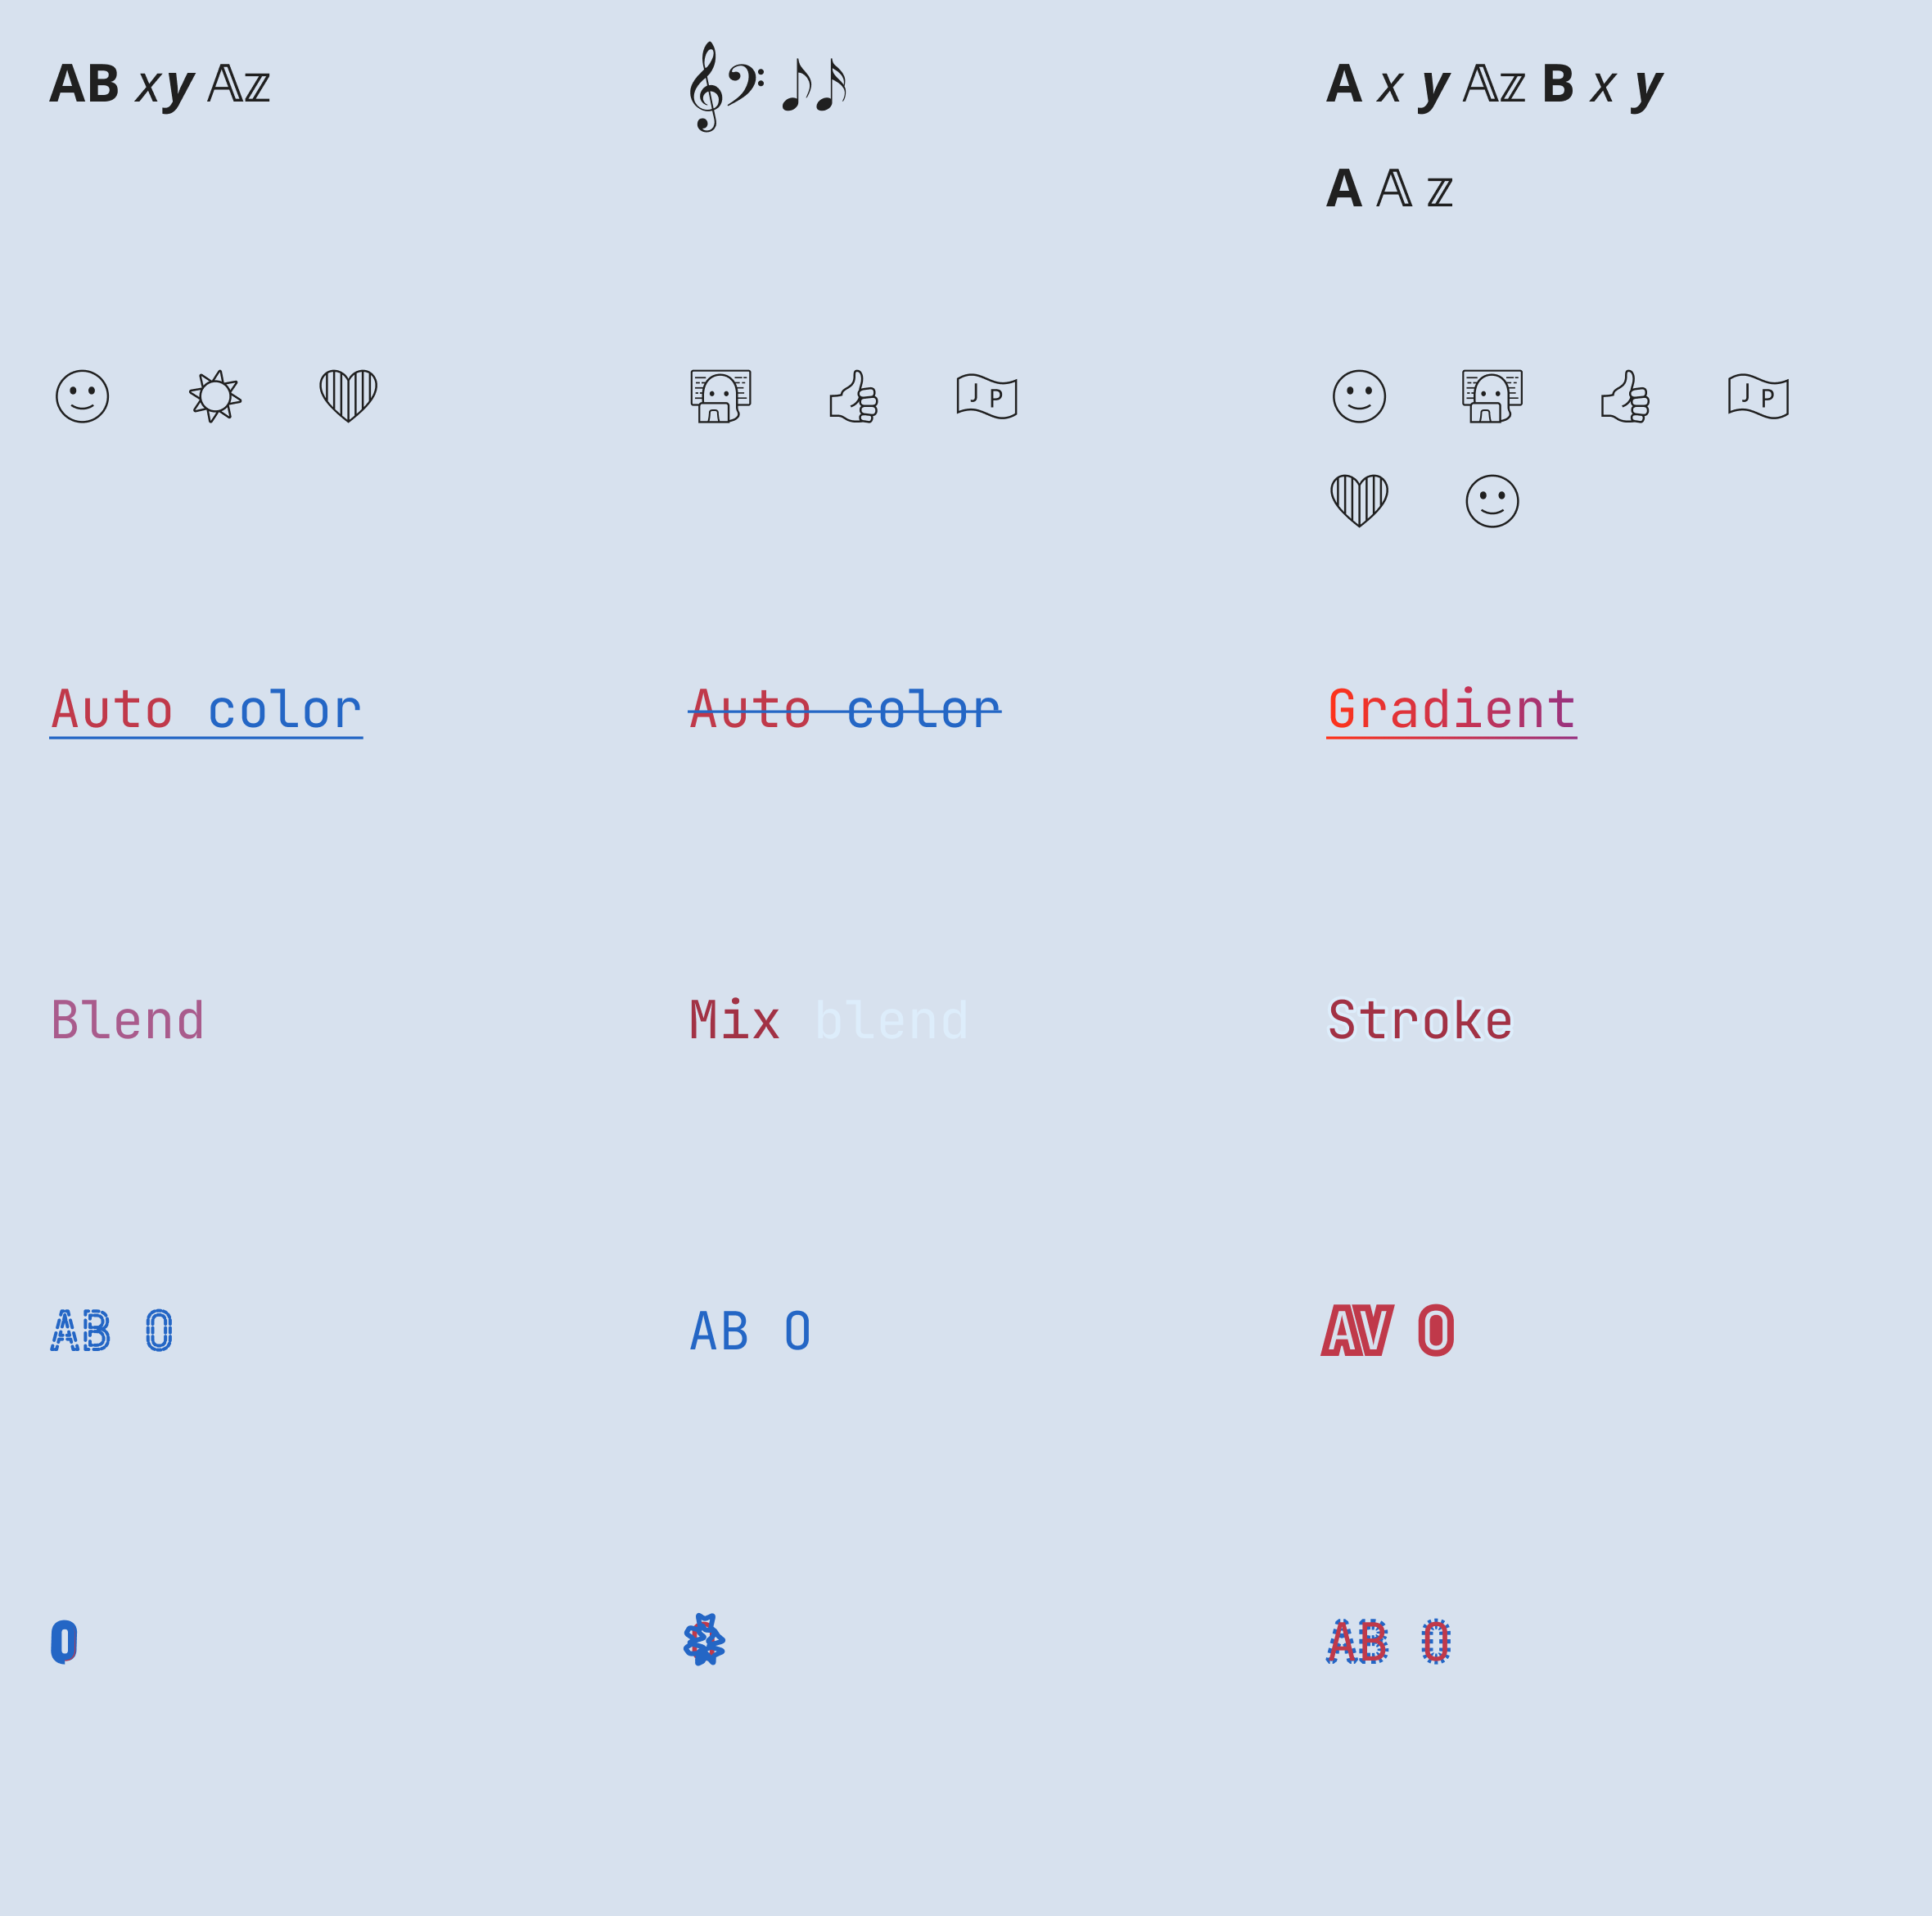 𝐀𝐁 𝑥𝒚 𝔸𝕫
𝄞𝄢 𝅘𝅥𝅮𝅘𝅥𝅯
𝐀 𝑥 𝒚 𝔸𝕫 𝐁 𝑥 𝒚
𝐀 𝔸 𝕫
🙂 🌞 💙
🧑‍💻 👍 🇯🇵
🙂 🧑‍💻 👍 🇯🇵
💙 🙂
Auto color
Auto color
Gradient
Blend
Mix blend
Stroke
AB O
AB O
AV O
O
AB O